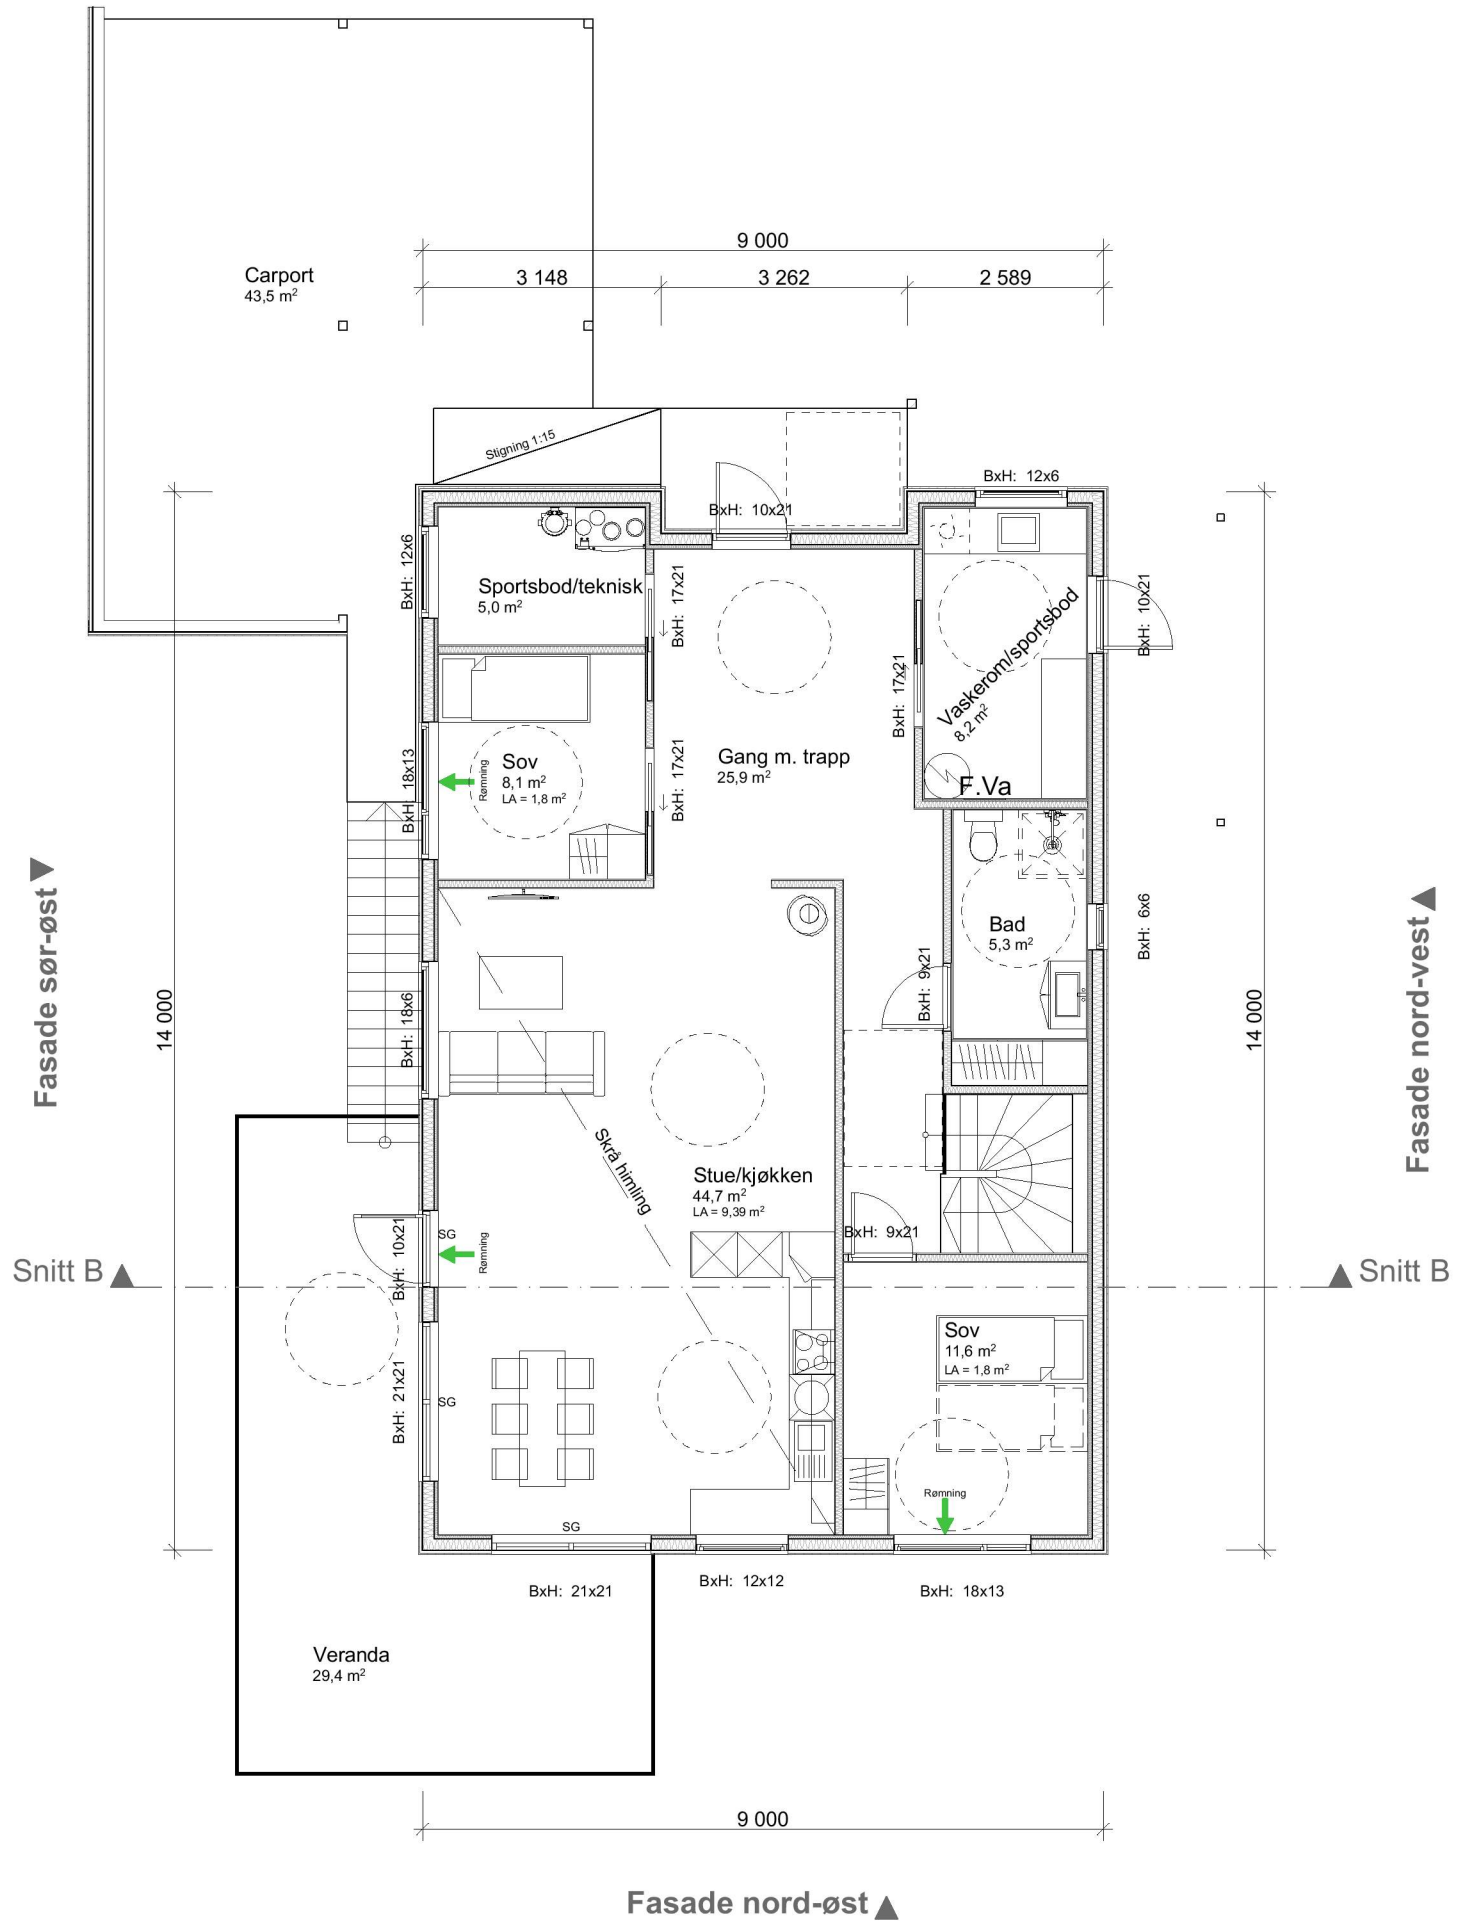 9 000
3 148
3 262
2 589
Carport
43,5 m²
Stigning 1:15
BxH: 12x6
BxH: 10x21
BxH: 12x6
Sportsbod/teknisk
5,0 m²
BxH: 17x21
BxH: 10x21
Vaskerom/sportsbod
8,2 m²
BxH: 17x21
BxH: 18x13
Rømning
Sov
8,1 m²
LA = 1,8 m²
BxH: 17x21
Gang m. trapp
25,9 m²
F.Va
Bad
5,3 m²
BxH: 6x6
BxH: 9x21
Fasade sør-øst
Fasade nord-vest
14 000
14 000
BxH: 18x6
Skrå himling
Stue/kjøkken
44,7 m²
LA = 9,39 m²
BxH: 10x21
SG
Rømning
BxH: 9x21
Snitt B
Snitt B
Sov
11,6 m²
LA = 1,8 m²
BxH: 21x21
SG
Rømning
SG
BxH: 21x21
BxH: 12x12
BxH: 18x13
Veranda
29,4 m²
9 000
Fasade nord-øst